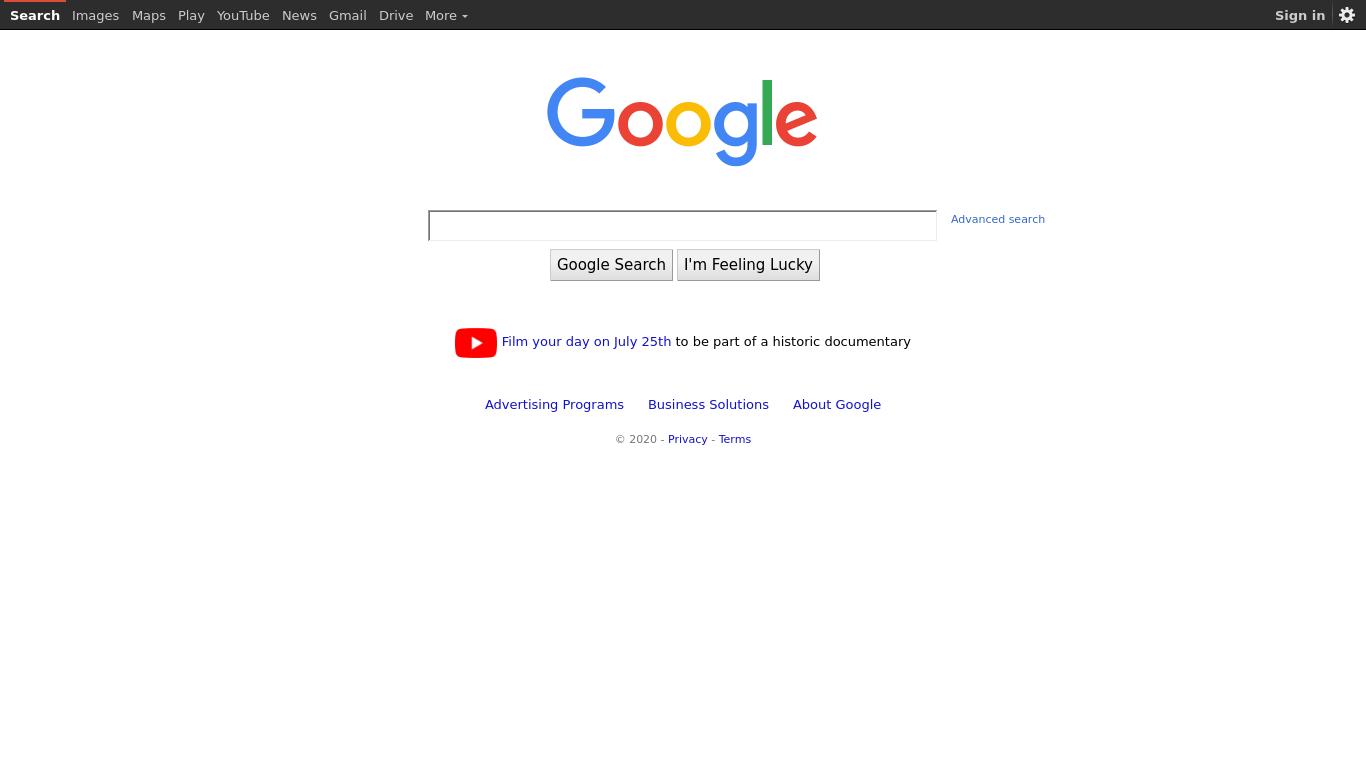 Search Images Maps Play YouTube News Gmail Drive More Sign in
Google
Advanced search
Google Search I'm Feeling Lucky
Film your day on July 25th to be part of a historic documentary
Advertising Programs Business Solutions About Google
© 2020 - Privacy - Terms